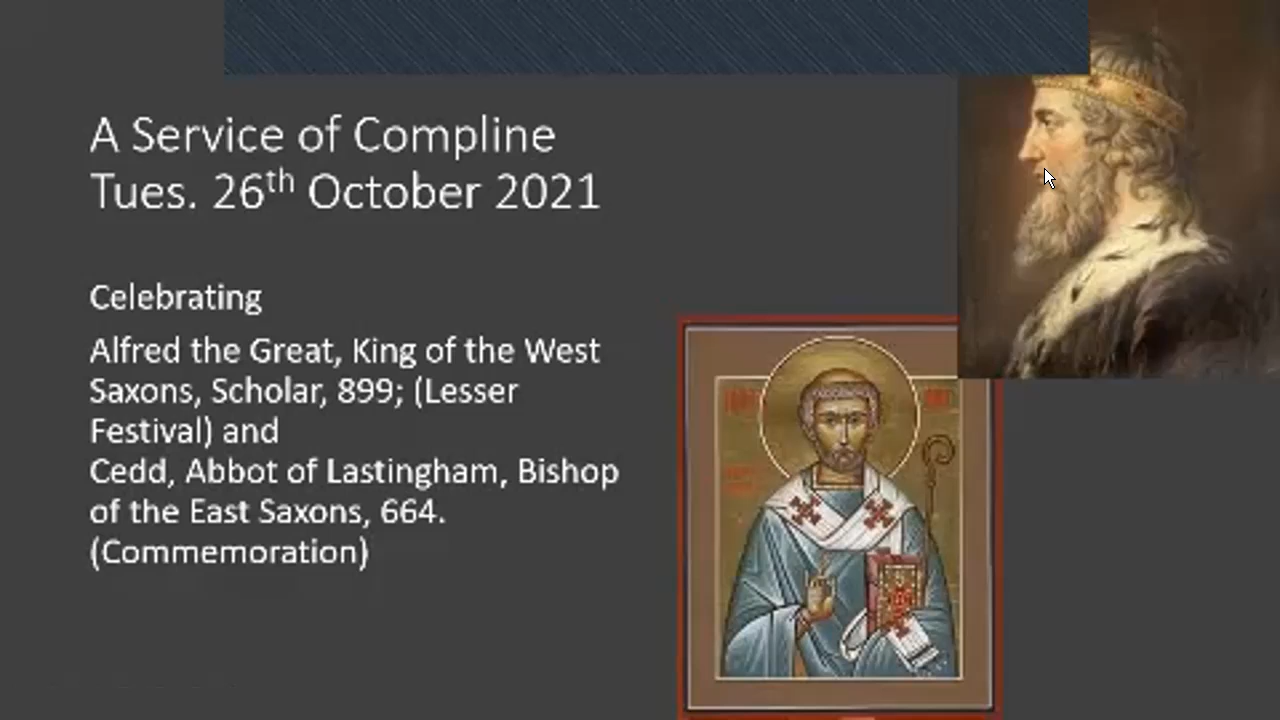 A Service of Compline
Tues. 26th October 2021
Celebrating
Alfred the Great, King of the West
Saxons, Scholar, 899; (Lesser
Festival) and
Cedd, Abbot of Lastingham, Bishop
of the East Saxons, 664.
(Commemoration)